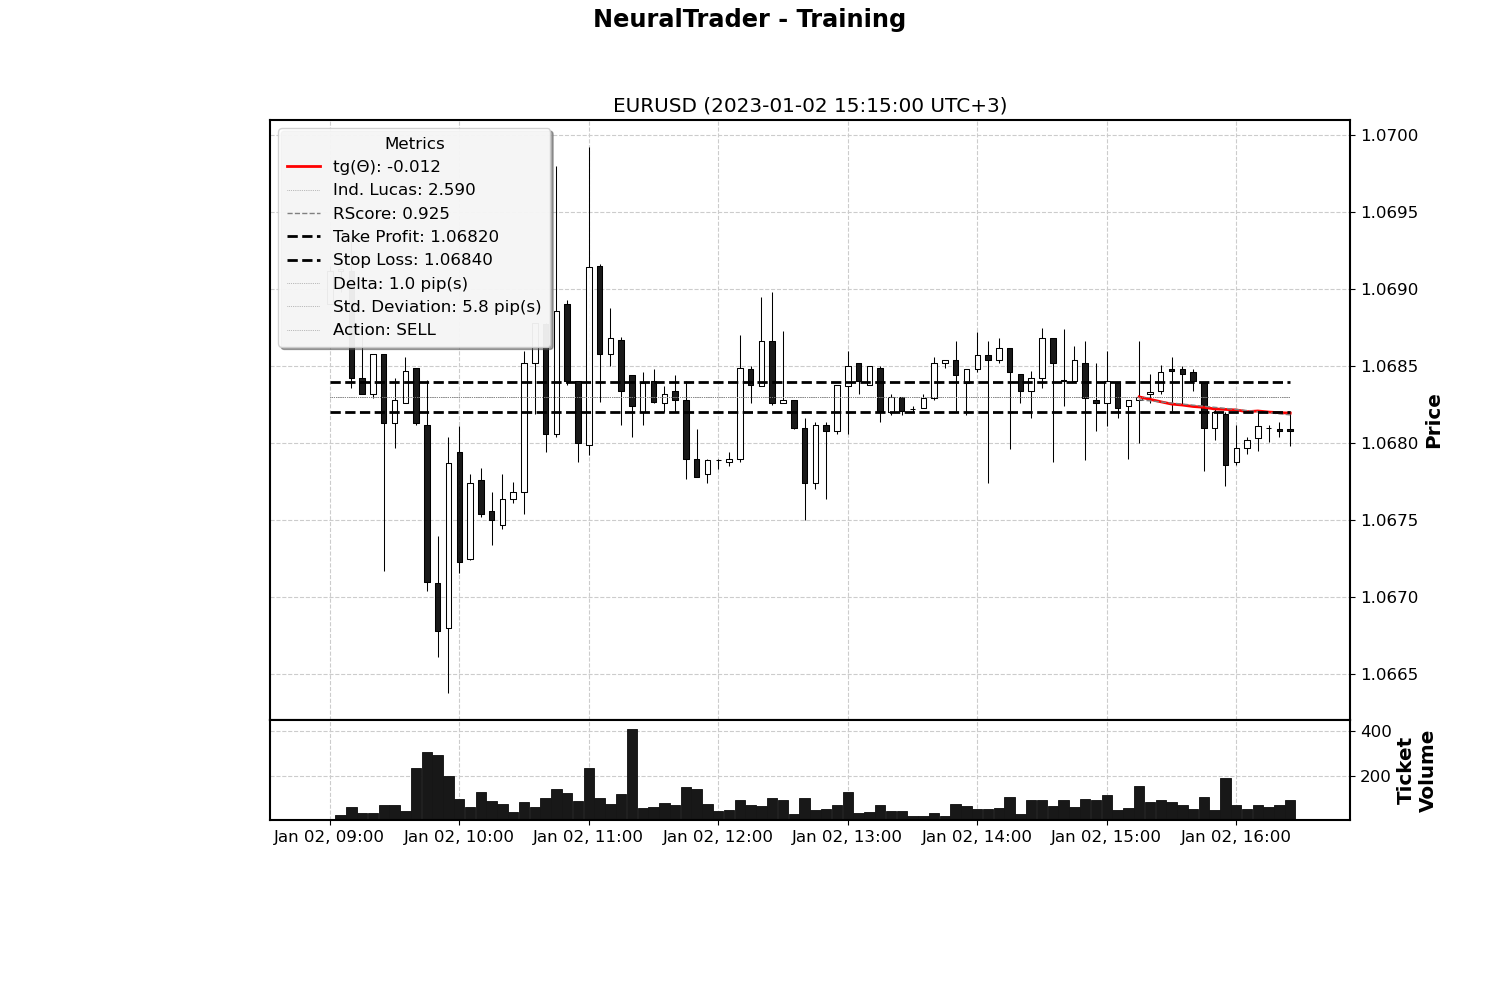 NeuralTrader - Training
EURUSD (2023-01-02 15:15:00 UTC+3)
Metrics
tg(Θ): -0.012
Ind. Lucas: 2.590
RScore: 0.925
Take Profit: 1.06820
Stop Loss: 1.06840
Delta: 1.0 pip(s)
Std. Deviation: 5.8 pip(s)
Action: SELL
1.0700
1.0695
1.0690
1.0685
1.0680
1.0675
1.0670
1.0665
Price
400
200
Ticket
Volume
Jan 02, 09:00
Jan 02, 10:00
Jan 02, 11:00
Jan 02, 12:00
Jan 02, 13:00
Jan 02, 14:00
Jan 02, 15:00
Jan 02, 16:00